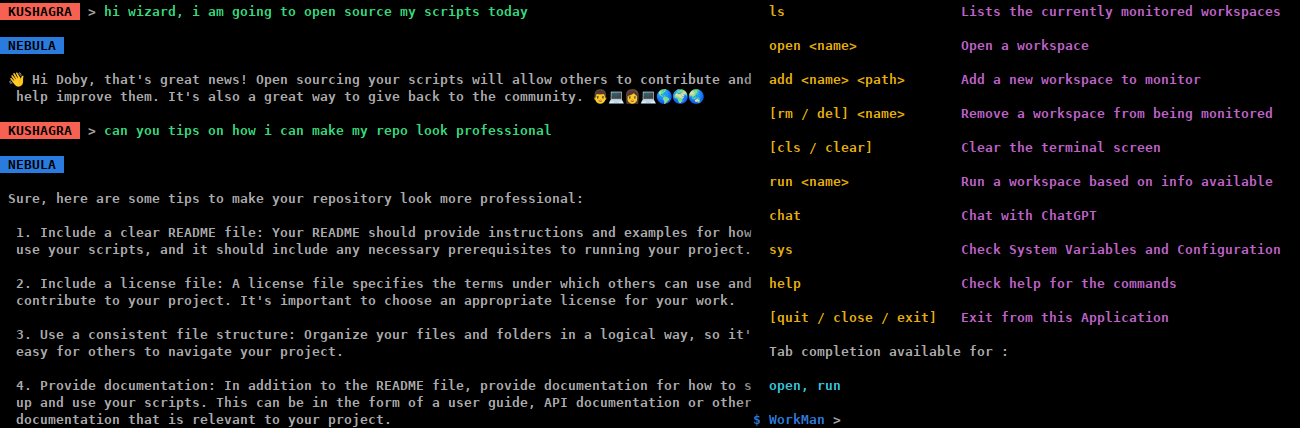 KUSHAGRA > hi wizard, i am going to open source my scripts today
NEBULA
👋 Hi Doby, that's great news! Open sourcing your scripts will allow others to contribute and
help improve them. It's also a great way to give back to the community. 👨💻👩💻🌎🌍🌏
KUSHAGRA > can you tips on how i can make my repo look professional
NEBULA
Sure, here are some tips to make your repository look more professional:
1. Include a clear README file: Your README should provide instructions and examples for how
use your scripts, and it should include any necessary prerequisites to running your project.
2. Include a license file: A license file specifies the terms under which others can use and
contribute to your project. It's important to choose an appropriate license for your work.
3. Use a consistent file structure: Organize your files and folders in a logical way, so it'
easy for others to navigate your project.
4. Provide documentation: In addition to the README file, provide documentation for how to s
up and use your scripts. This can be in the form of a user guide, API documentation or other
documentation that is relevant to your project.
ls Lists the currently monitored workspaces
open <name> Open a workspace
add <name> <path> Add a new workspace to monitor
[rm / del] <name> Remove a workspace from being monitored
[cls / clear] Clear the terminal screen
run <name> Run a workspace based on info available
chat Chat with ChatGPT
sys Check System Variables and Configuration
help Check help for the commands
[quit / close / exit] Exit from this Application
Tab completion available for :
open, run
$ WorkMan >